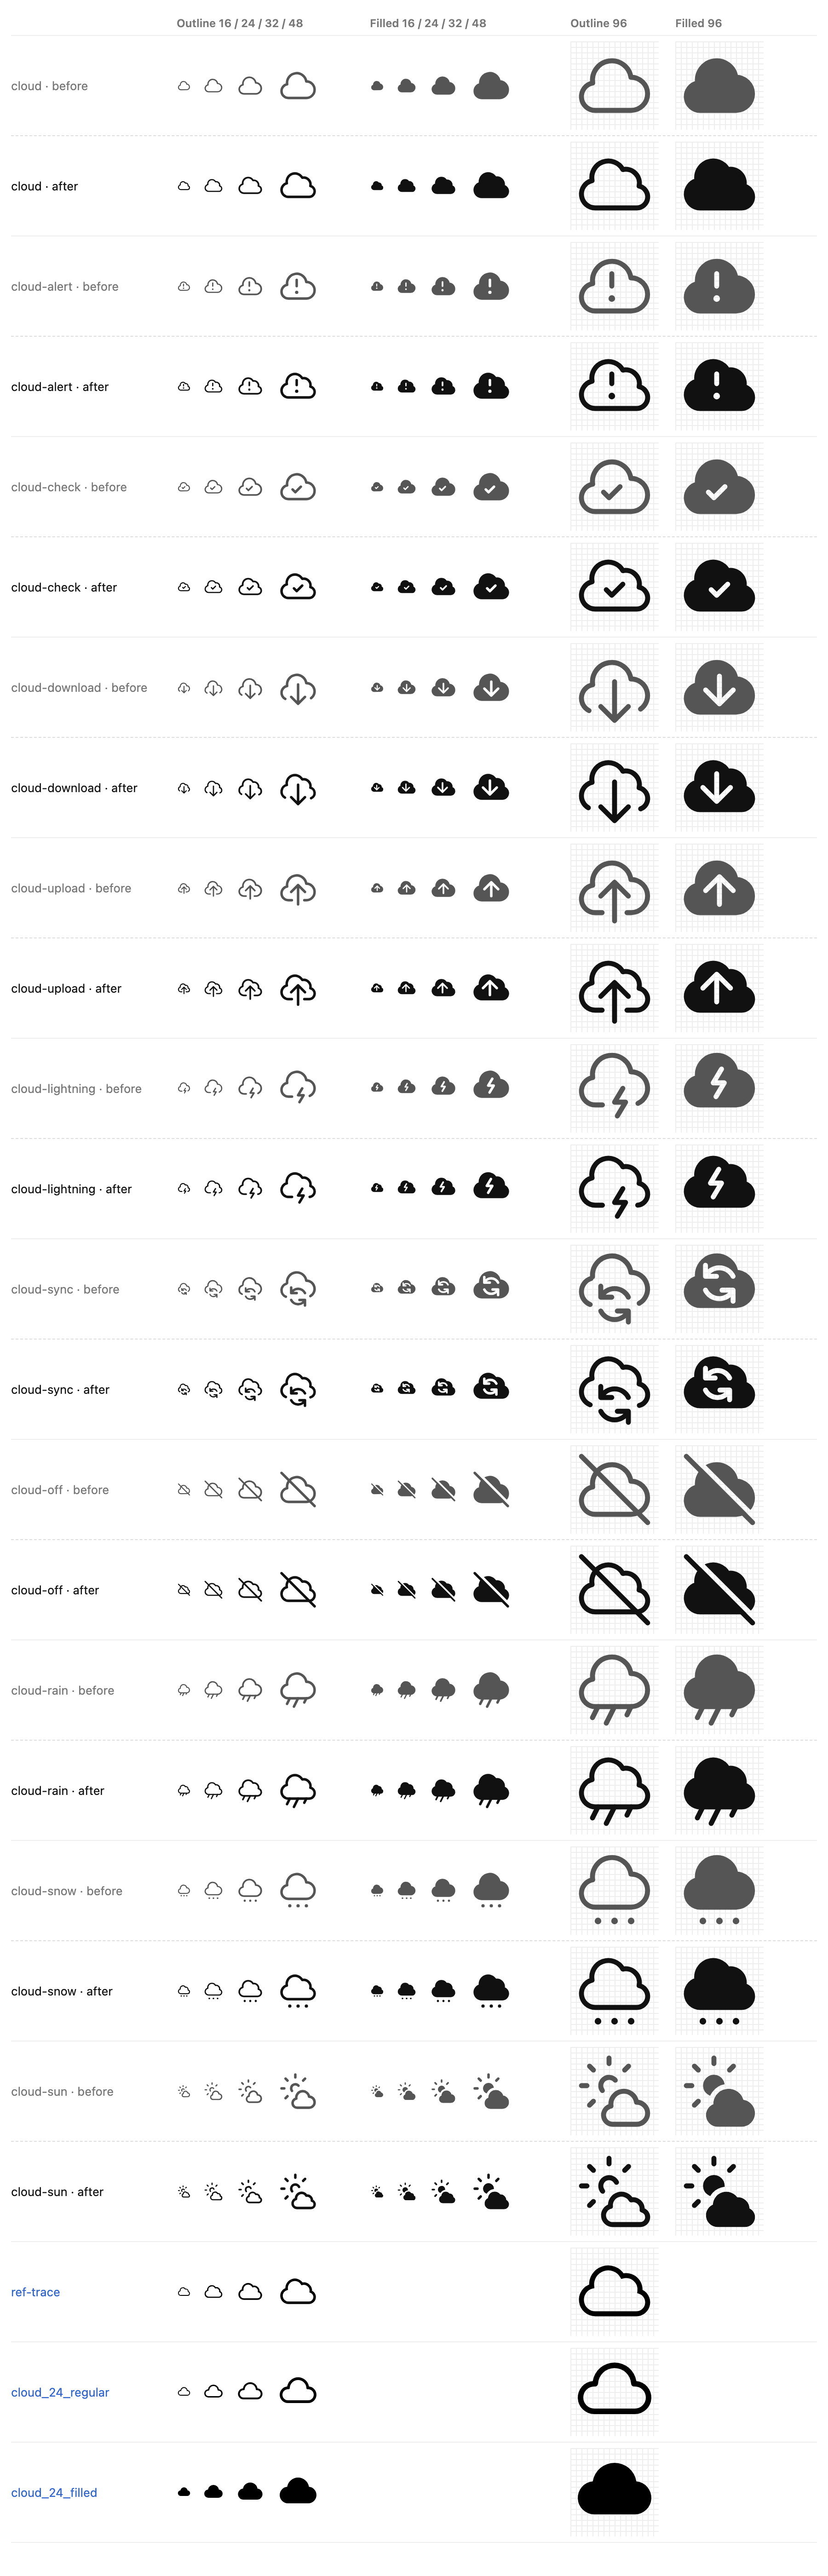 Outline 16 / 24 / 32 / 48 Filled 16 / 24 / 32 / 48 Outline 96 Filled 96
cloud · before
cloud · after
cloud-alert · before
cloud-alert · after
cloud-check · before
cloud-check · after
cloud-download · before
cloud-download · after
cloud-upload · before
cloud-upload · after
cloud-lightning · before
cloud-lightning · after
cloud-sync · before
cloud-sync · after
cloud-off · before
cloud-off · after
cloud-rain · before
cloud-rain · after
cloud-snow · before
cloud-snow · after
cloud-sun · before
cloud-sun · after
ref-trace
cloud_24_regular
cloud_24_filled